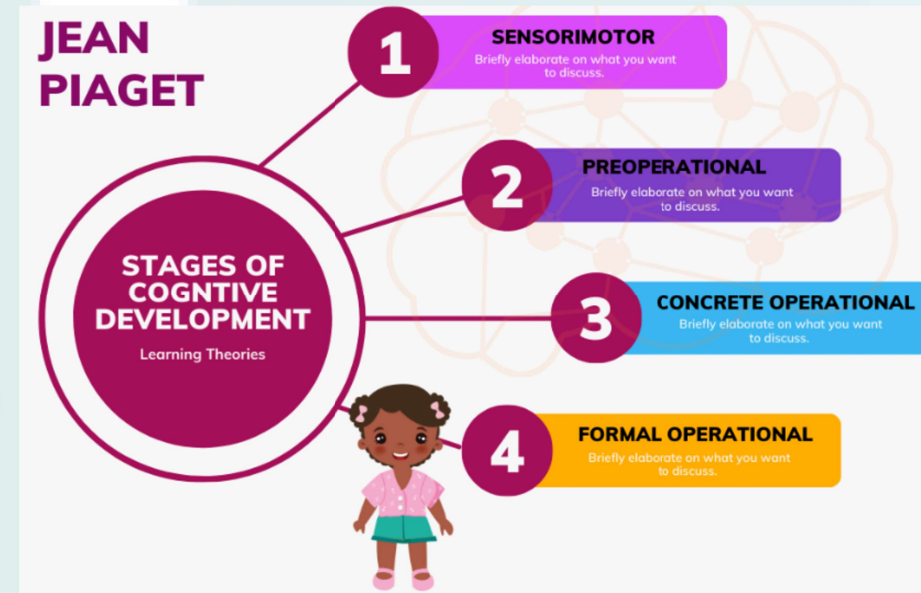 JEAN
PIAGET
1
SENSORIMOTOR
Briefly elaborate on what you want
to discuss.
2
PREOPERATIONAL
Briefly elaborate on what you want
to discuss.
STAGES OF
COGNTIVE
DEVELOPMENT
Learning Theories
3
CONCRETE OPERATIONAL
Briefly elaborate on what you want
to discuss.
4
FORMAL OPERATIONAL
Briefly elaborate on what you want
to discuss.